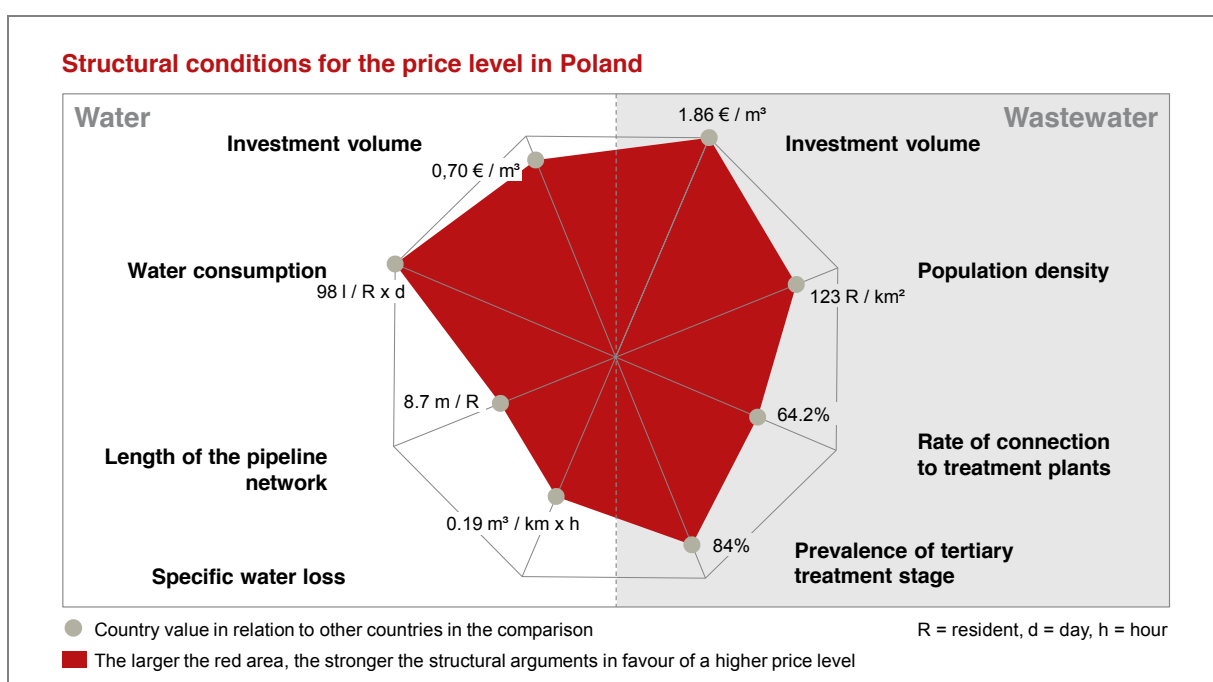 Structural conditions for the price level in Poland
Water
Wastewater
1.86 € / m³
Investment volume
Investment volume
0,70 € / m³
Water consumption
Population density
98 l / R x d
123 R / km²
8.7 m / R
64.2%
Length of the pipeline
network
Rate of connection
to treatment plants
0.19 m³ / km x h
84%
Prevalence of tertiary
treatment stage
Specific water loss
Country value in relation to other countries in the comparison
R = resident, d = day, h = hour
The larger the red area, the stronger the structural arguments in favour of a higher price level